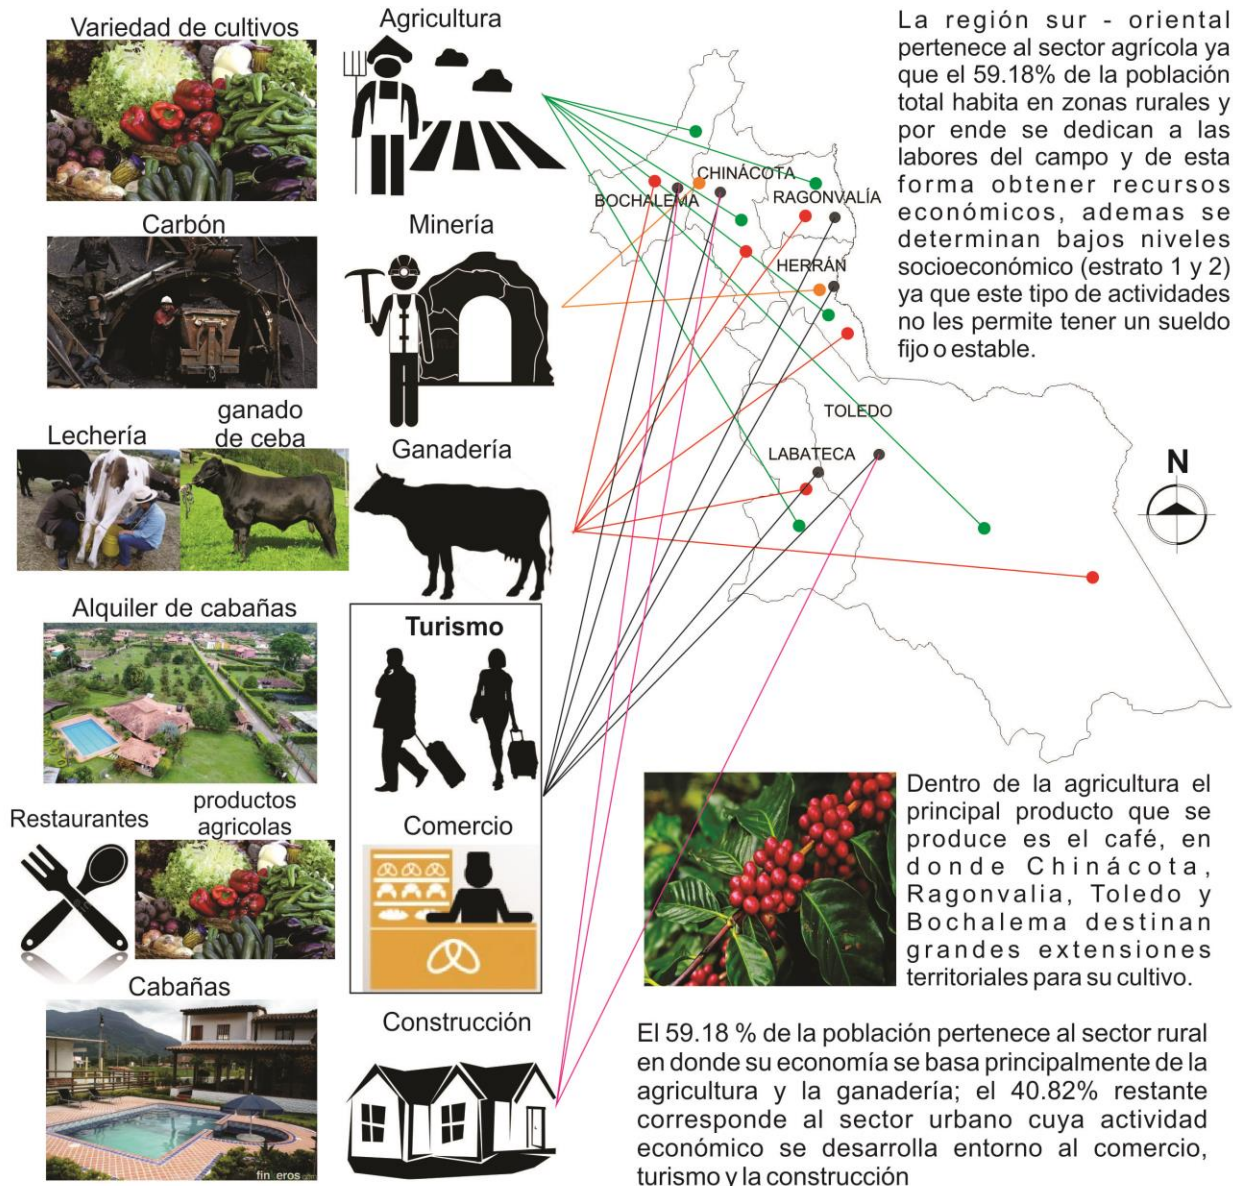 Variedad de cultivos
Agricultura
Carbón
Minería
Lechería
ganado
de ceba
Ganadería
Alquiler de cabañas
Turismo
Restaurantes
productos
agricolas
Comercio
Cabañas
Construcción
CHINÁCOTA
BOCHALEMA
RAGONVALÍA
HERRÁN
TOLEDO
LABATECA
N
La región sur - oriental
pertenece al sector agrícola ya
que el 59.18% de la población
total habita en zonas rurales y
por ende se dedican a las
labores del campo y de esta
forma obtener recursos
económicos, ademas se
determinan bajos niveles
socioeconómico (estrato 1 y 2)
ya que este tipo de actividades
no les permite tener un sueldo
fijo o estable.
Dentro de la agricultura el
principal producto que se
produce es el café, en
donde Chinácota,
Ragonvalia, Toledo y
Bochalema destinan
grandes extensiones
territoriales para su cultivo.
El 59.18 % de la población pertenece al sector rural
en donde su economía se basa principalmente de la
agricultura y la ganadería; el 40.82% restante
corresponde al sector urbano cuya actividad
económico se desarrolla entorno al comercio,
turismo y la construcción